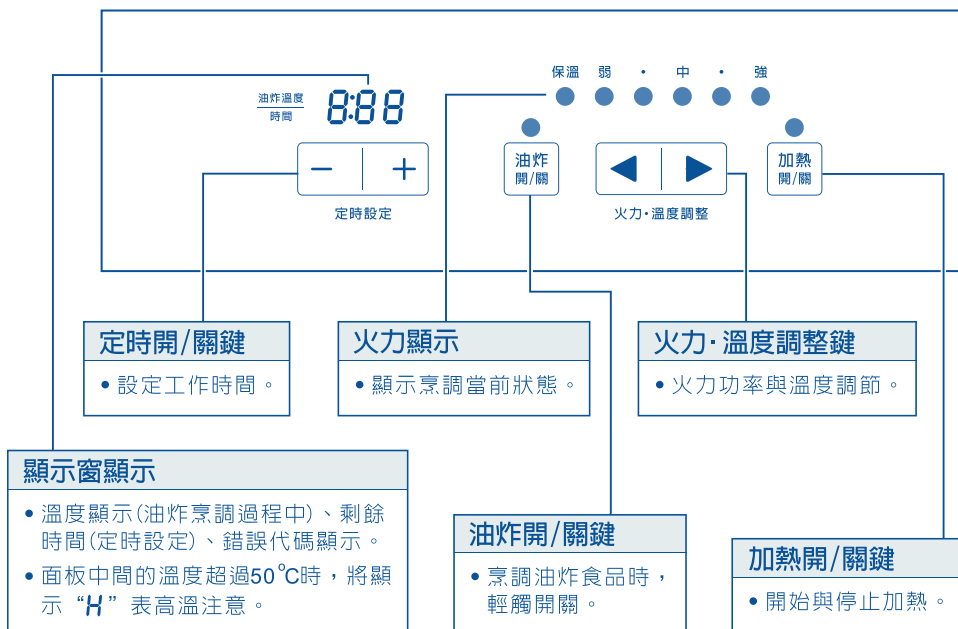 保溫 弱 · 中 · 強
油炸溫度
時間
8:88
油炸
開/關
加熱
開/關
− +
◀ ▶
定時設定
火力·溫度調整
定時開/關鍵
• 設定工作時間。
火力顯示
• 顯示烹調當前狀態。
火力·溫度調整鍵
• 火力功率與溫度調節。
顯示窗顯示
• 溫度顯示(油炸烹調過程中)、剩餘
時間(定時設定)、錯誤代碼顯示。
• 面板中間的溫度超過50℃時，將顯
示“H”表高溫注意。
油炸開/關鍵
• 烹調油炸食品時，
輕觸開關。
加熱開/關鍵
• 開始與停止加熱。